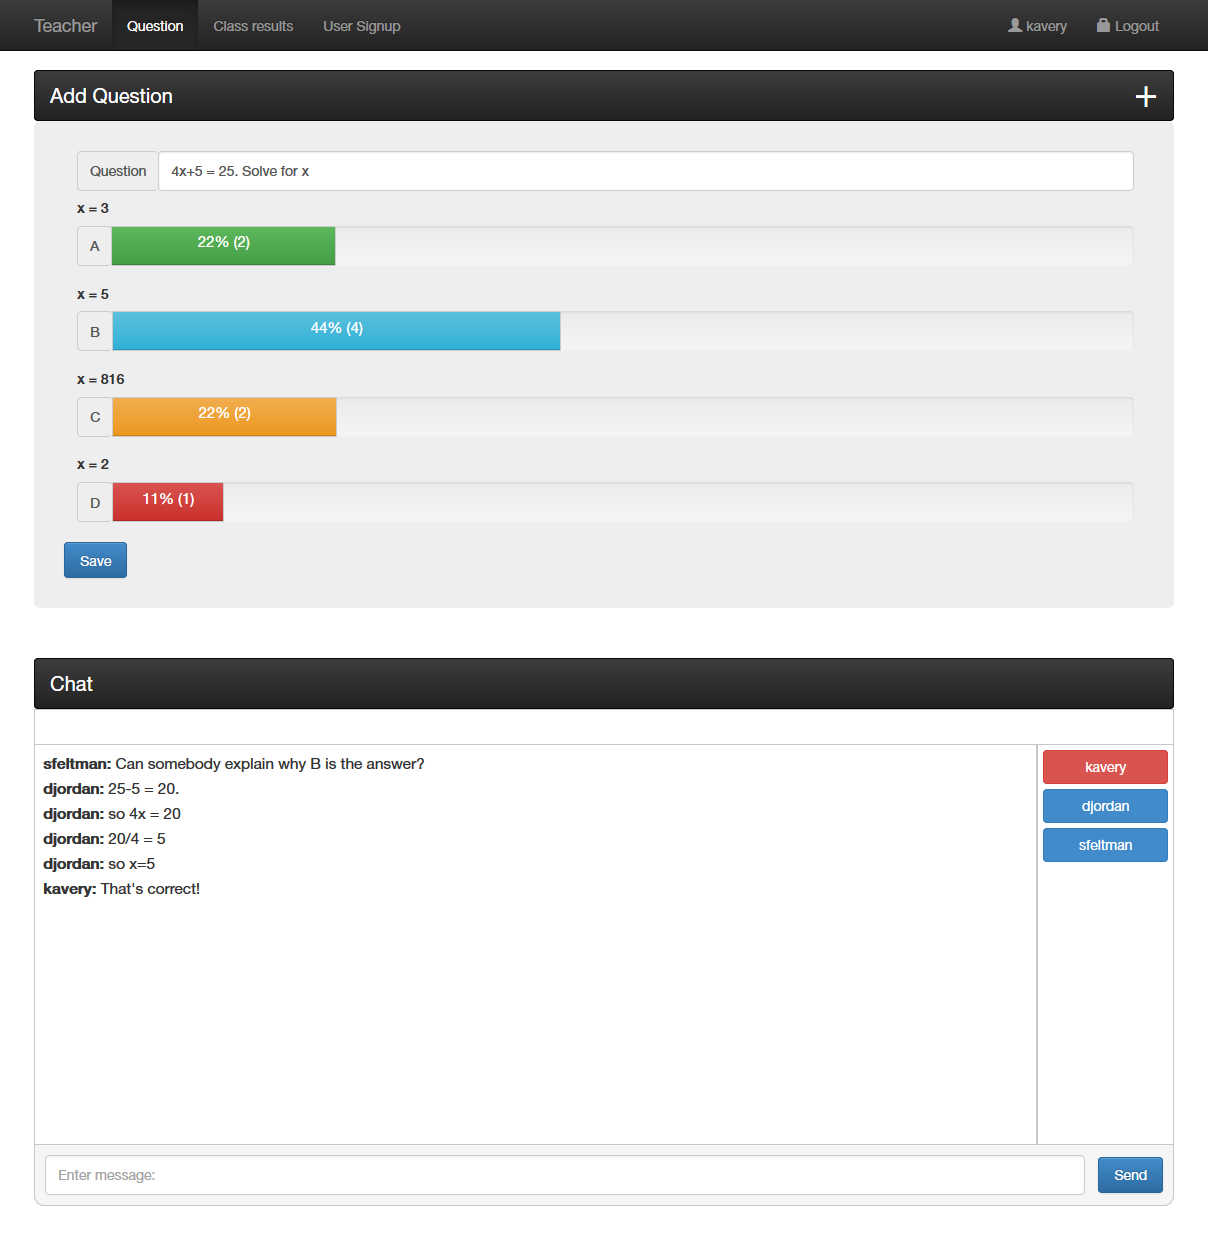 Teacher Question Class results User Signup kavery Logout
Add Question
Question 4x+5 = 25. Solve for x
x = 3
A 22% (2)
x = 5
B 44% (4)
x = 816
C 22% (2)
x = 2
D 11% (1)
Save
Chat
sfeltman: Can somebody explain why B is the answer?
djordan: 25-5 = 20.
djordan: so 4x = 20
djordan: 20/4 = 5
djordan: so x=5
kavery: That's correct!
kavery
djordan
sfeltman
Enter message: Send